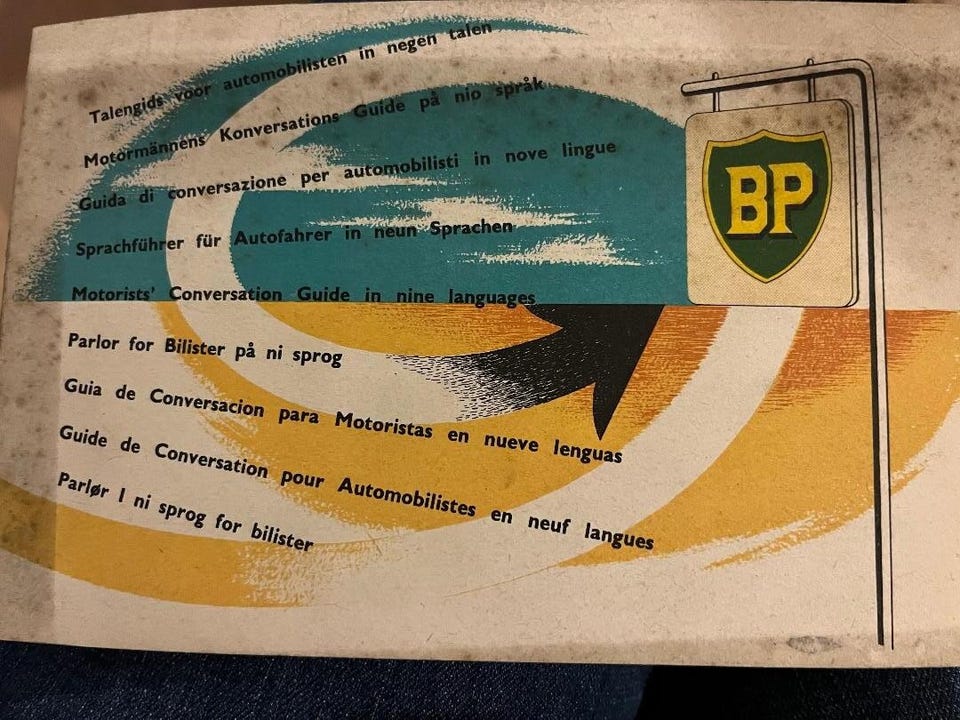 Talengids voor automobilisten in negen talen
Motormännens Konversations Guide på nio språk
Guida di conversazione per automobilisti in nove lingue
Sprachführer für Autofahrer in neun Sprachen
Motorists' Conversation Guide in nine languages
Parlor for Bilister på ni sprog
Guia de Conversacion para Motoristas en nueve lenguas
Guide de Conversation pour Automobilistes en neuf langues
Parlør I ni sprog for bilister
BP